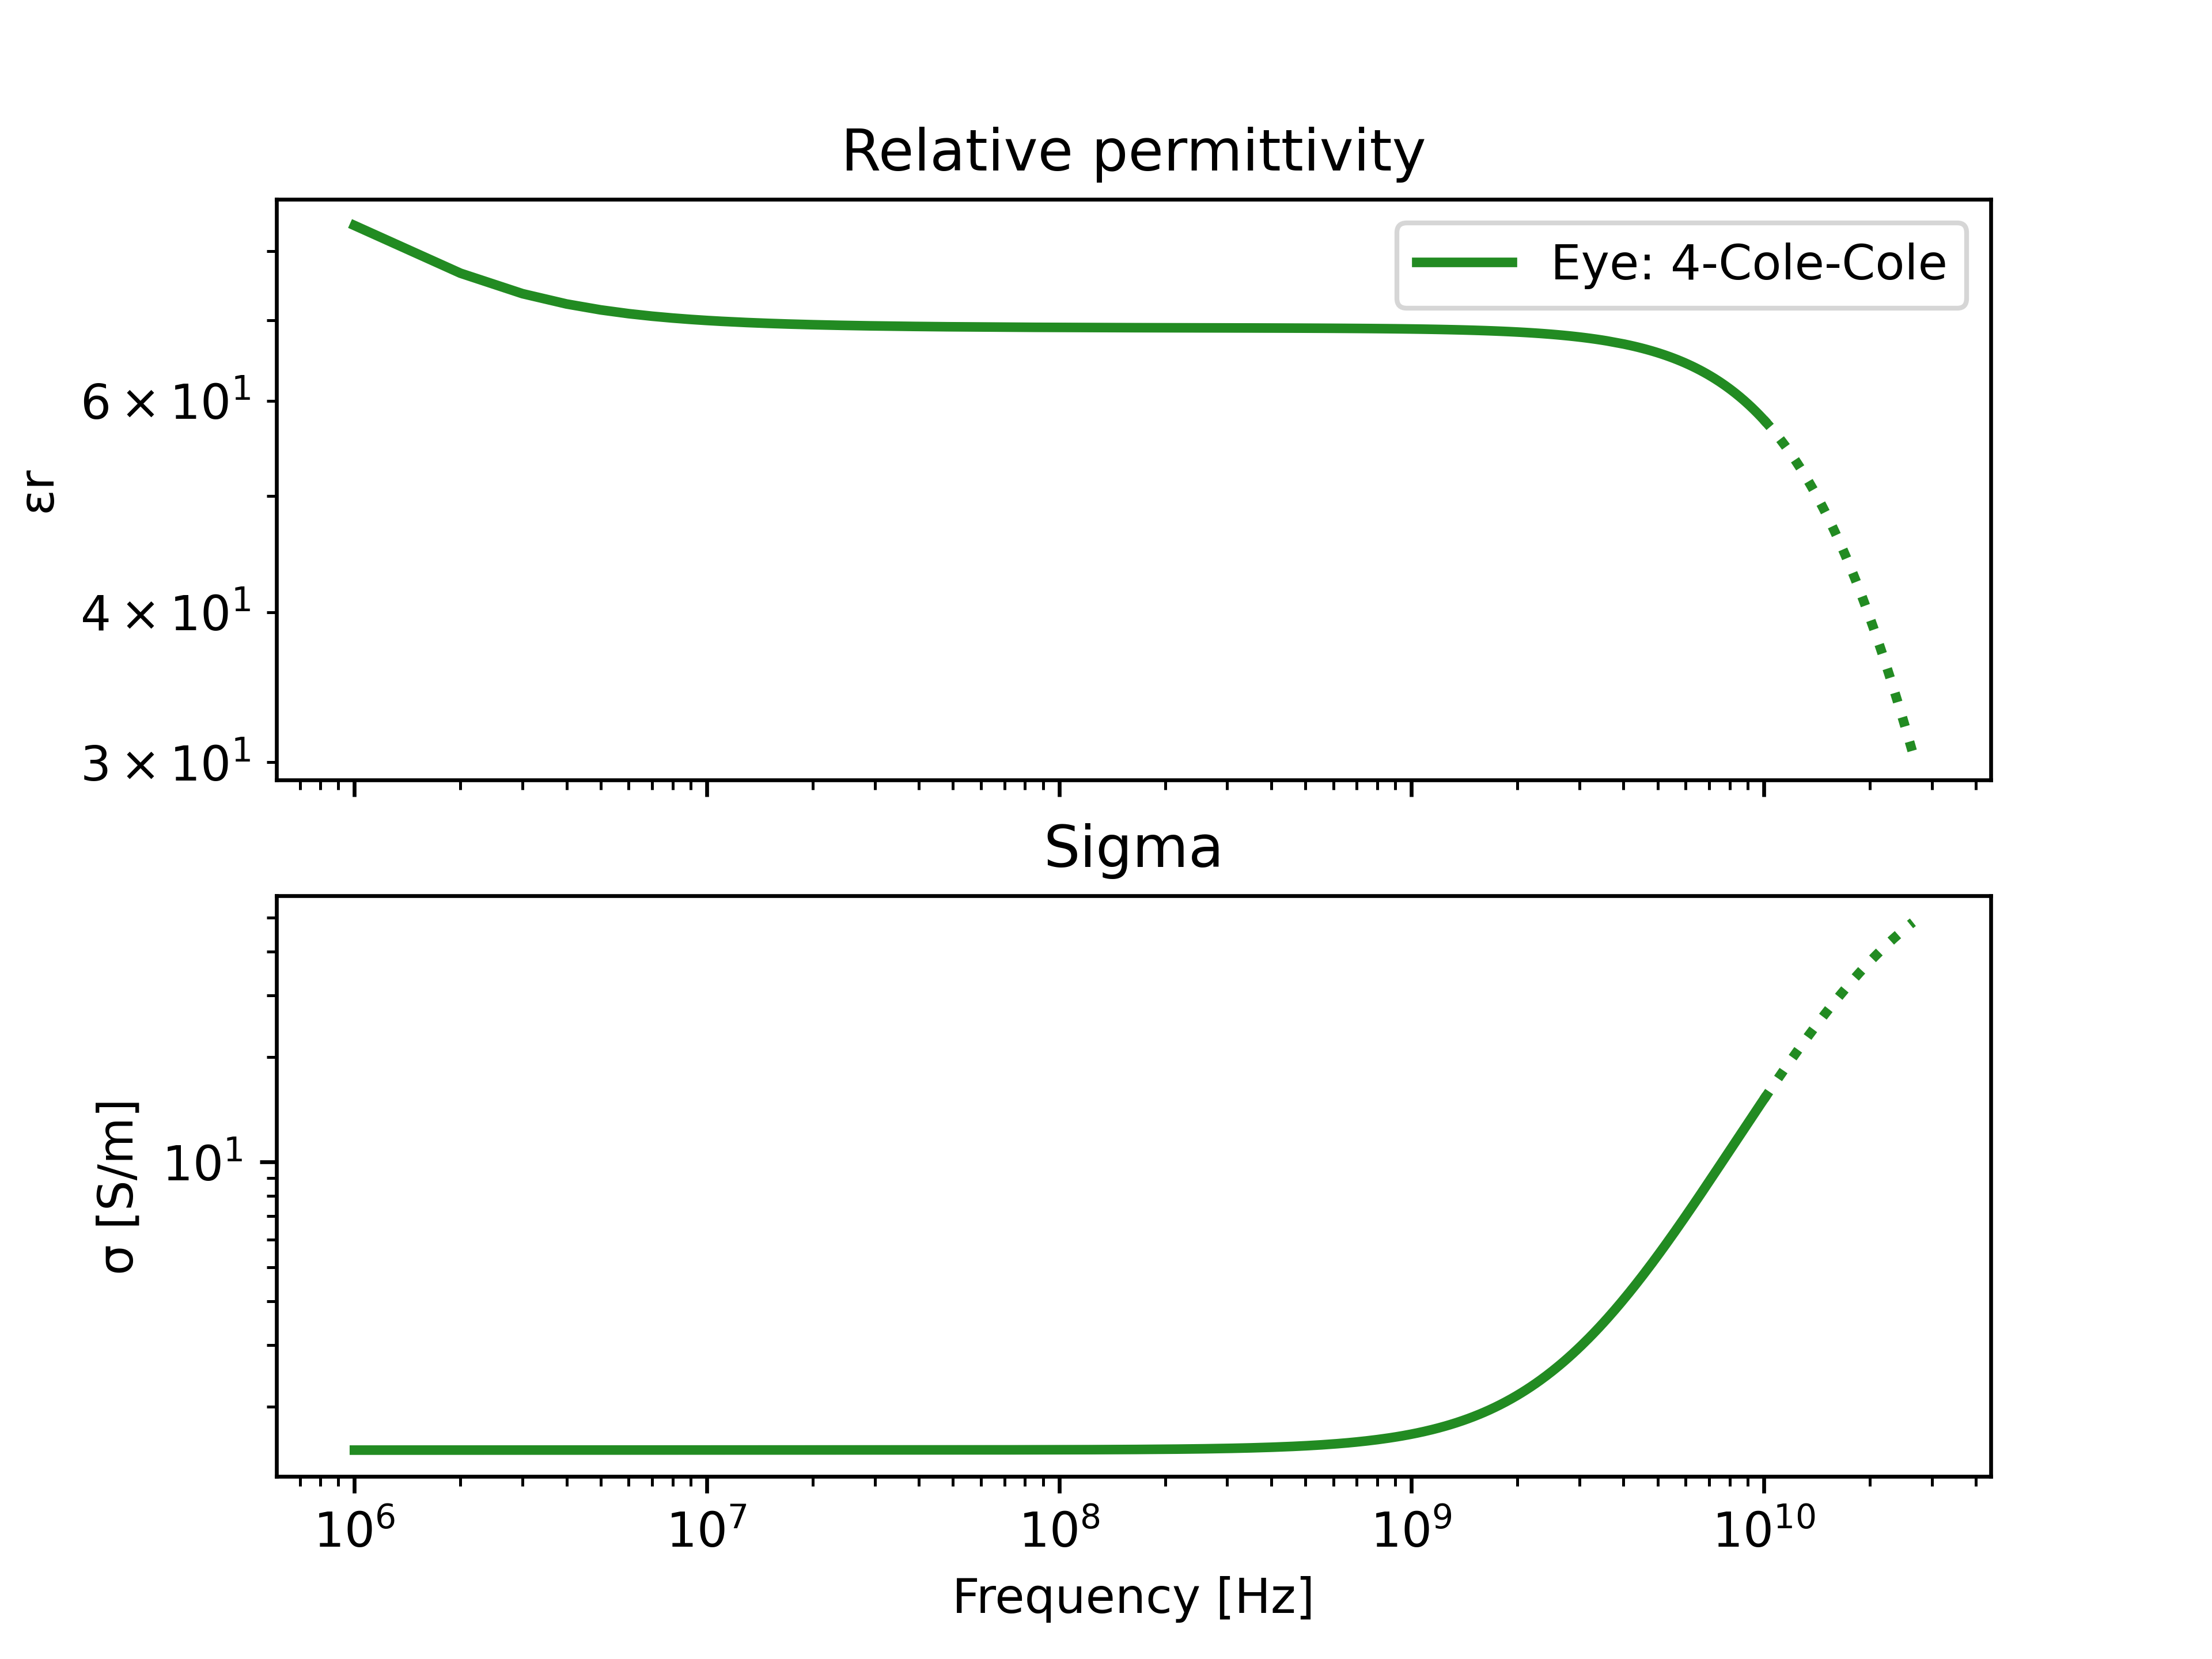 Relative permittivity
Eye: 4-Cole-Cole
6 × 10¹
4 × 10¹
3 × 10¹
εr
Sigma
10¹
σ [S/m]
10⁶ 10⁷ 10⁸ 10⁹ 10¹⁰
Frequency [Hz]